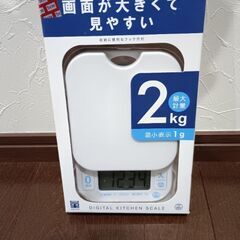 画面が大きくて
見やすい
2kg
最大計量
最小表示1g
1234
DIGITAL KITCHEN SCALE